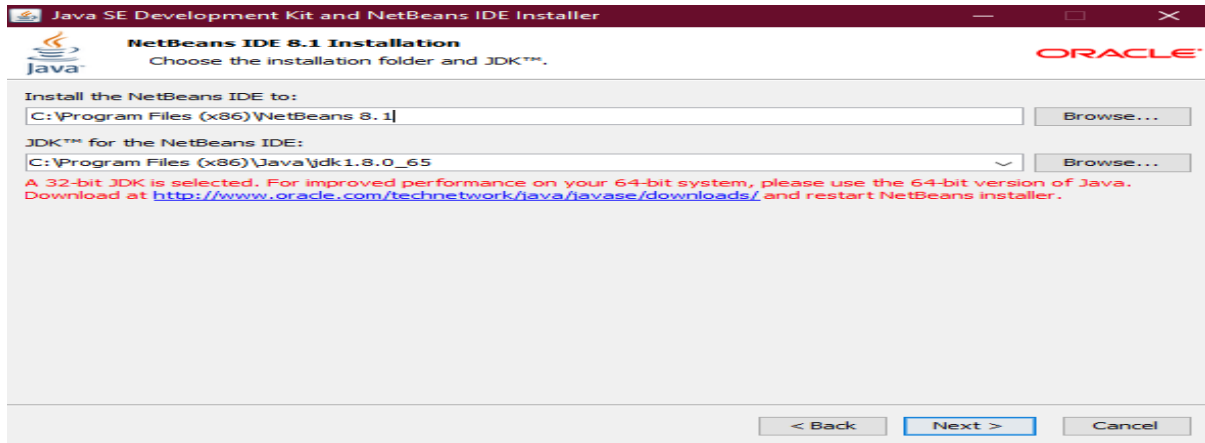 Java SE Development Kit and NetBeans IDE Installer
NetBeans IDE 8.1 Installation
Choose the installation folder and JDK™.
Java™
ORACLE®
Install the NetBeans IDE to:
C:\Program Files (x86)\NetBeans 8.1
Browse...
JDK™ for the NetBeans IDE:
C:\Program Files (x86)\Java\jdk1.8.0_65
Browse...
A 32-bit JDK is selected. For improved performance on your 64-bit system, please use the 64-bit version of Java.
Download at http://www.oracle.com/technetwork/java/javase/downloads/ and restart NetBeans installer.
< Back
Next >
Cancel